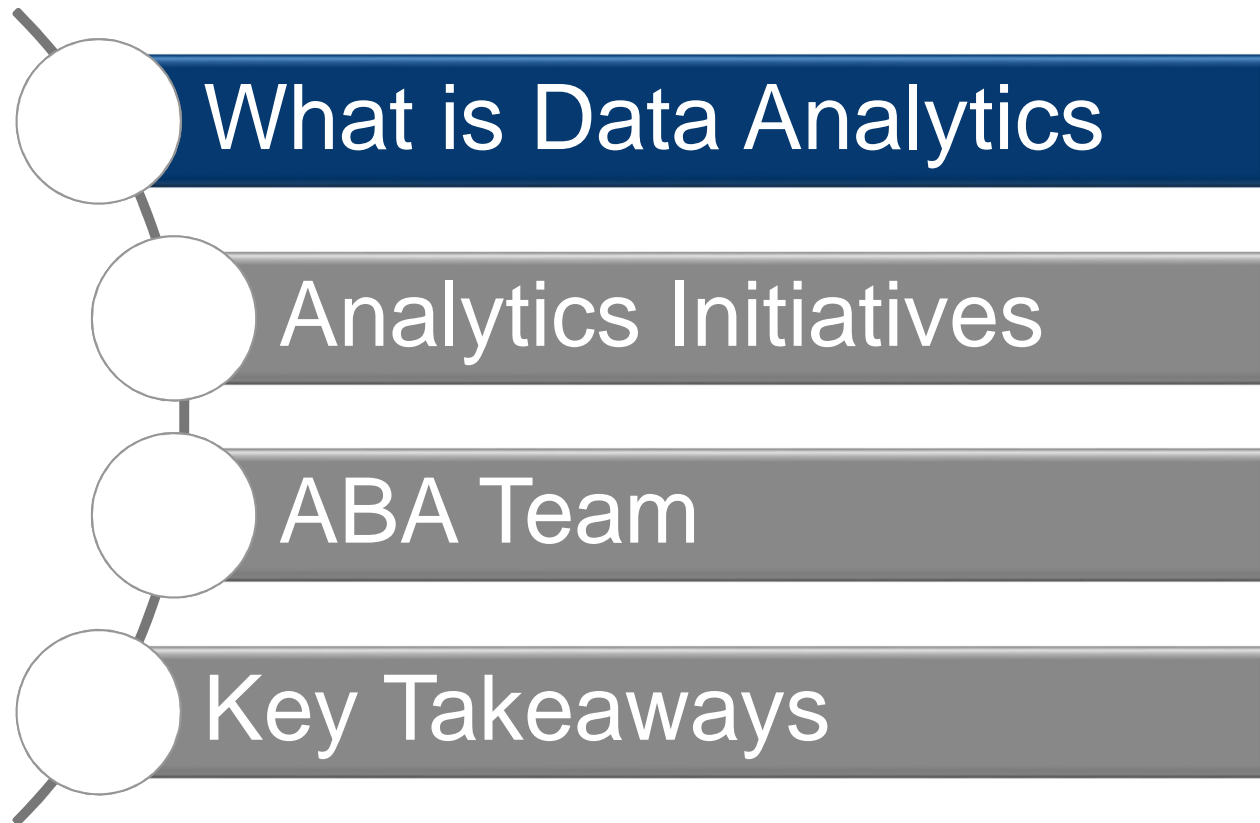 What is Data Analytics
Analytics Initiatives
ABA Team
Key Takeaways